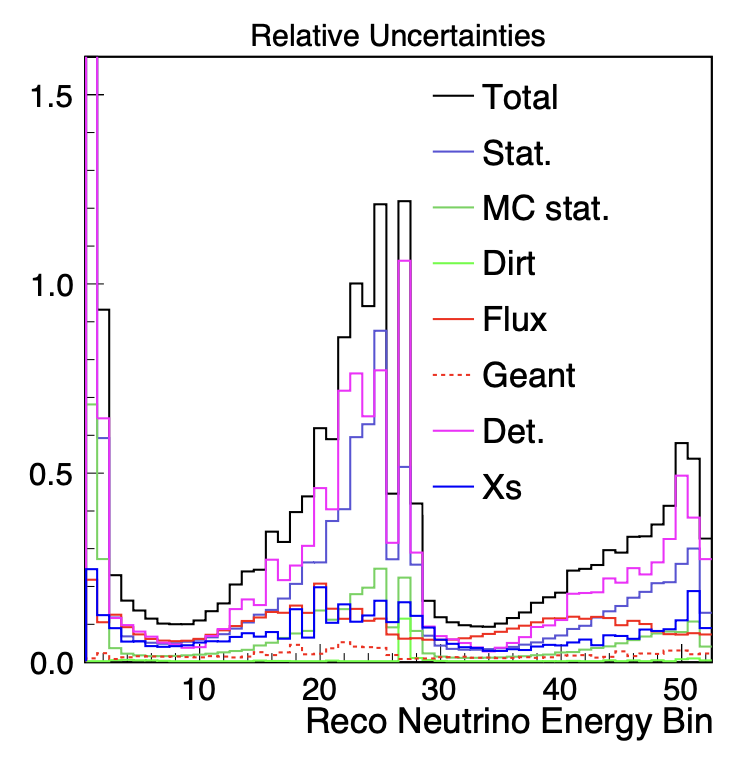 Relative Uncertainties
1.5
1.0
0.5
0.0
Total
Stat.
MC stat.
Dirt
Flux
Geant
Det.
Xs
10 20 30 40 50
Reco Neutrino Energy Bin